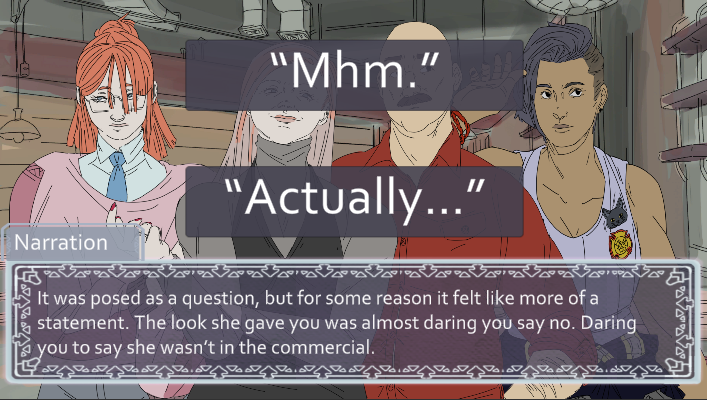 “Mhm.”
“Actually...”
Narration
It was posed as a question, but for some reason it felt like more of a
statement. The look she gave you was almost daring you say no. Daring
you to say she wasn’t in the commercial.